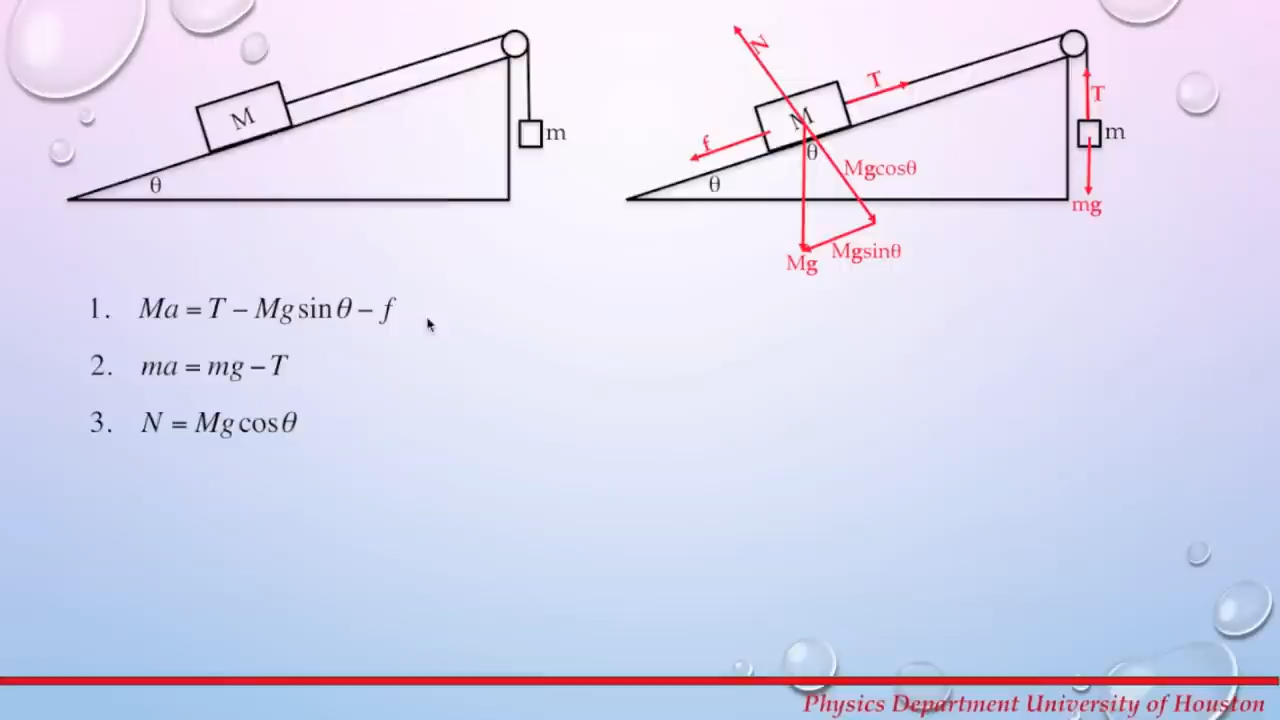 M
θ
m
N
T
T
M
m
f
θ
θ
Mgcosθ
mg
Mgsinθ
Mg
1. Ma = T − Mg sin θ − f
2. ma = mg − T
3. N = Mg cos θ
Physics Department University of Houston